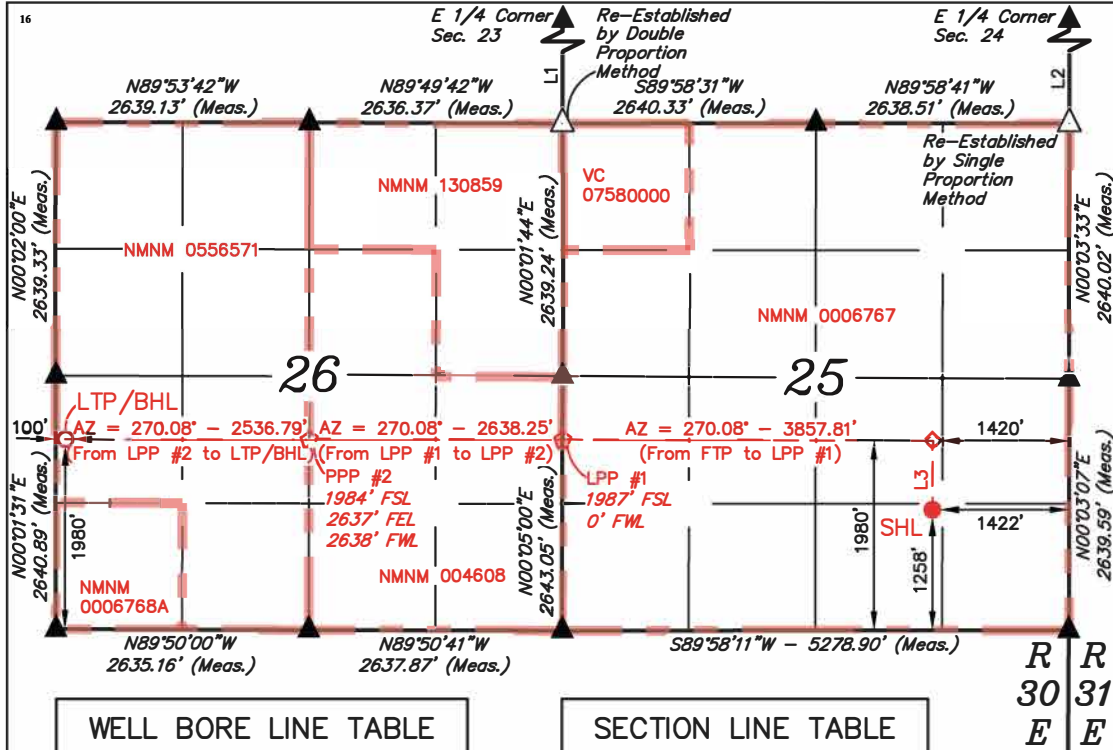 16
E 1/4 Corner
Sec. 23
Re-Established
by Double
Proportion
Method
E 1/4 Corner
Sec. 24
L1
L2
N89°53'42"W
2639.13' (Meas.)
N89°49'42"W
2636.37' (Meas.)
S89°58'31"W
2640.33' (Meas.)
N89°58'41"W
2638.51' (Meas.)
Re-Established
by Single
Proportion
Method
NMNM 130859
VC
07580000
N00°02'00"E
2639.33' (Meas.)
NMNM 0556571
N00°01'44"E
2639.24' (Meas.)
N00°03'33"E
2640.02' (Meas.)
NMNM 0006767
26
25
LTP/BHL
100'
AZ = 270.08° - 2536.79'
(From LPP #2 to LTP/BHL)
AZ = 270.08° - 2638.25'
(From LPP #1 to LPP #2)
AZ = 270.08° - 3857.81'
(From FTP to LPP #1)
1420'
PPP #2
1984' FSL
2637' FEL
2638' FWL
LPP #1
1987' FSL
0' FWL
L3
SHL
1422'
1980'
1258'
N00°01'31"E
2640.89' (Meas.)
1980'
N00°05'00"E
2643.05' (Meas.)
N00°03'07"E
2639.59' (Meas.)
NMNM
0006768A
NMNM 004608
N89°50'00"W
2635.16' (Meas.)
N89°50'41"W
2637.87' (Meas.)
S89°58'11"W - 5278.90' (Meas.)
R R
30 31
E E
WELL BORE LINE TABLE
SECTION LINE TABLE